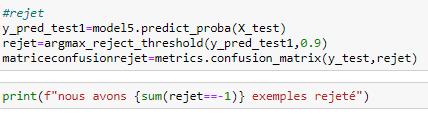 #rejet
y_pred_test1=model5.predict_proba(X_test)
rejet=argmax_reject_threshold(y_pred_test1,0.9)
matriceconfusionrejet=metrics.confusion_matrix(y_test,rejet)
print(f"nous avons {sum(rejet==-1)} exemples rejeté")